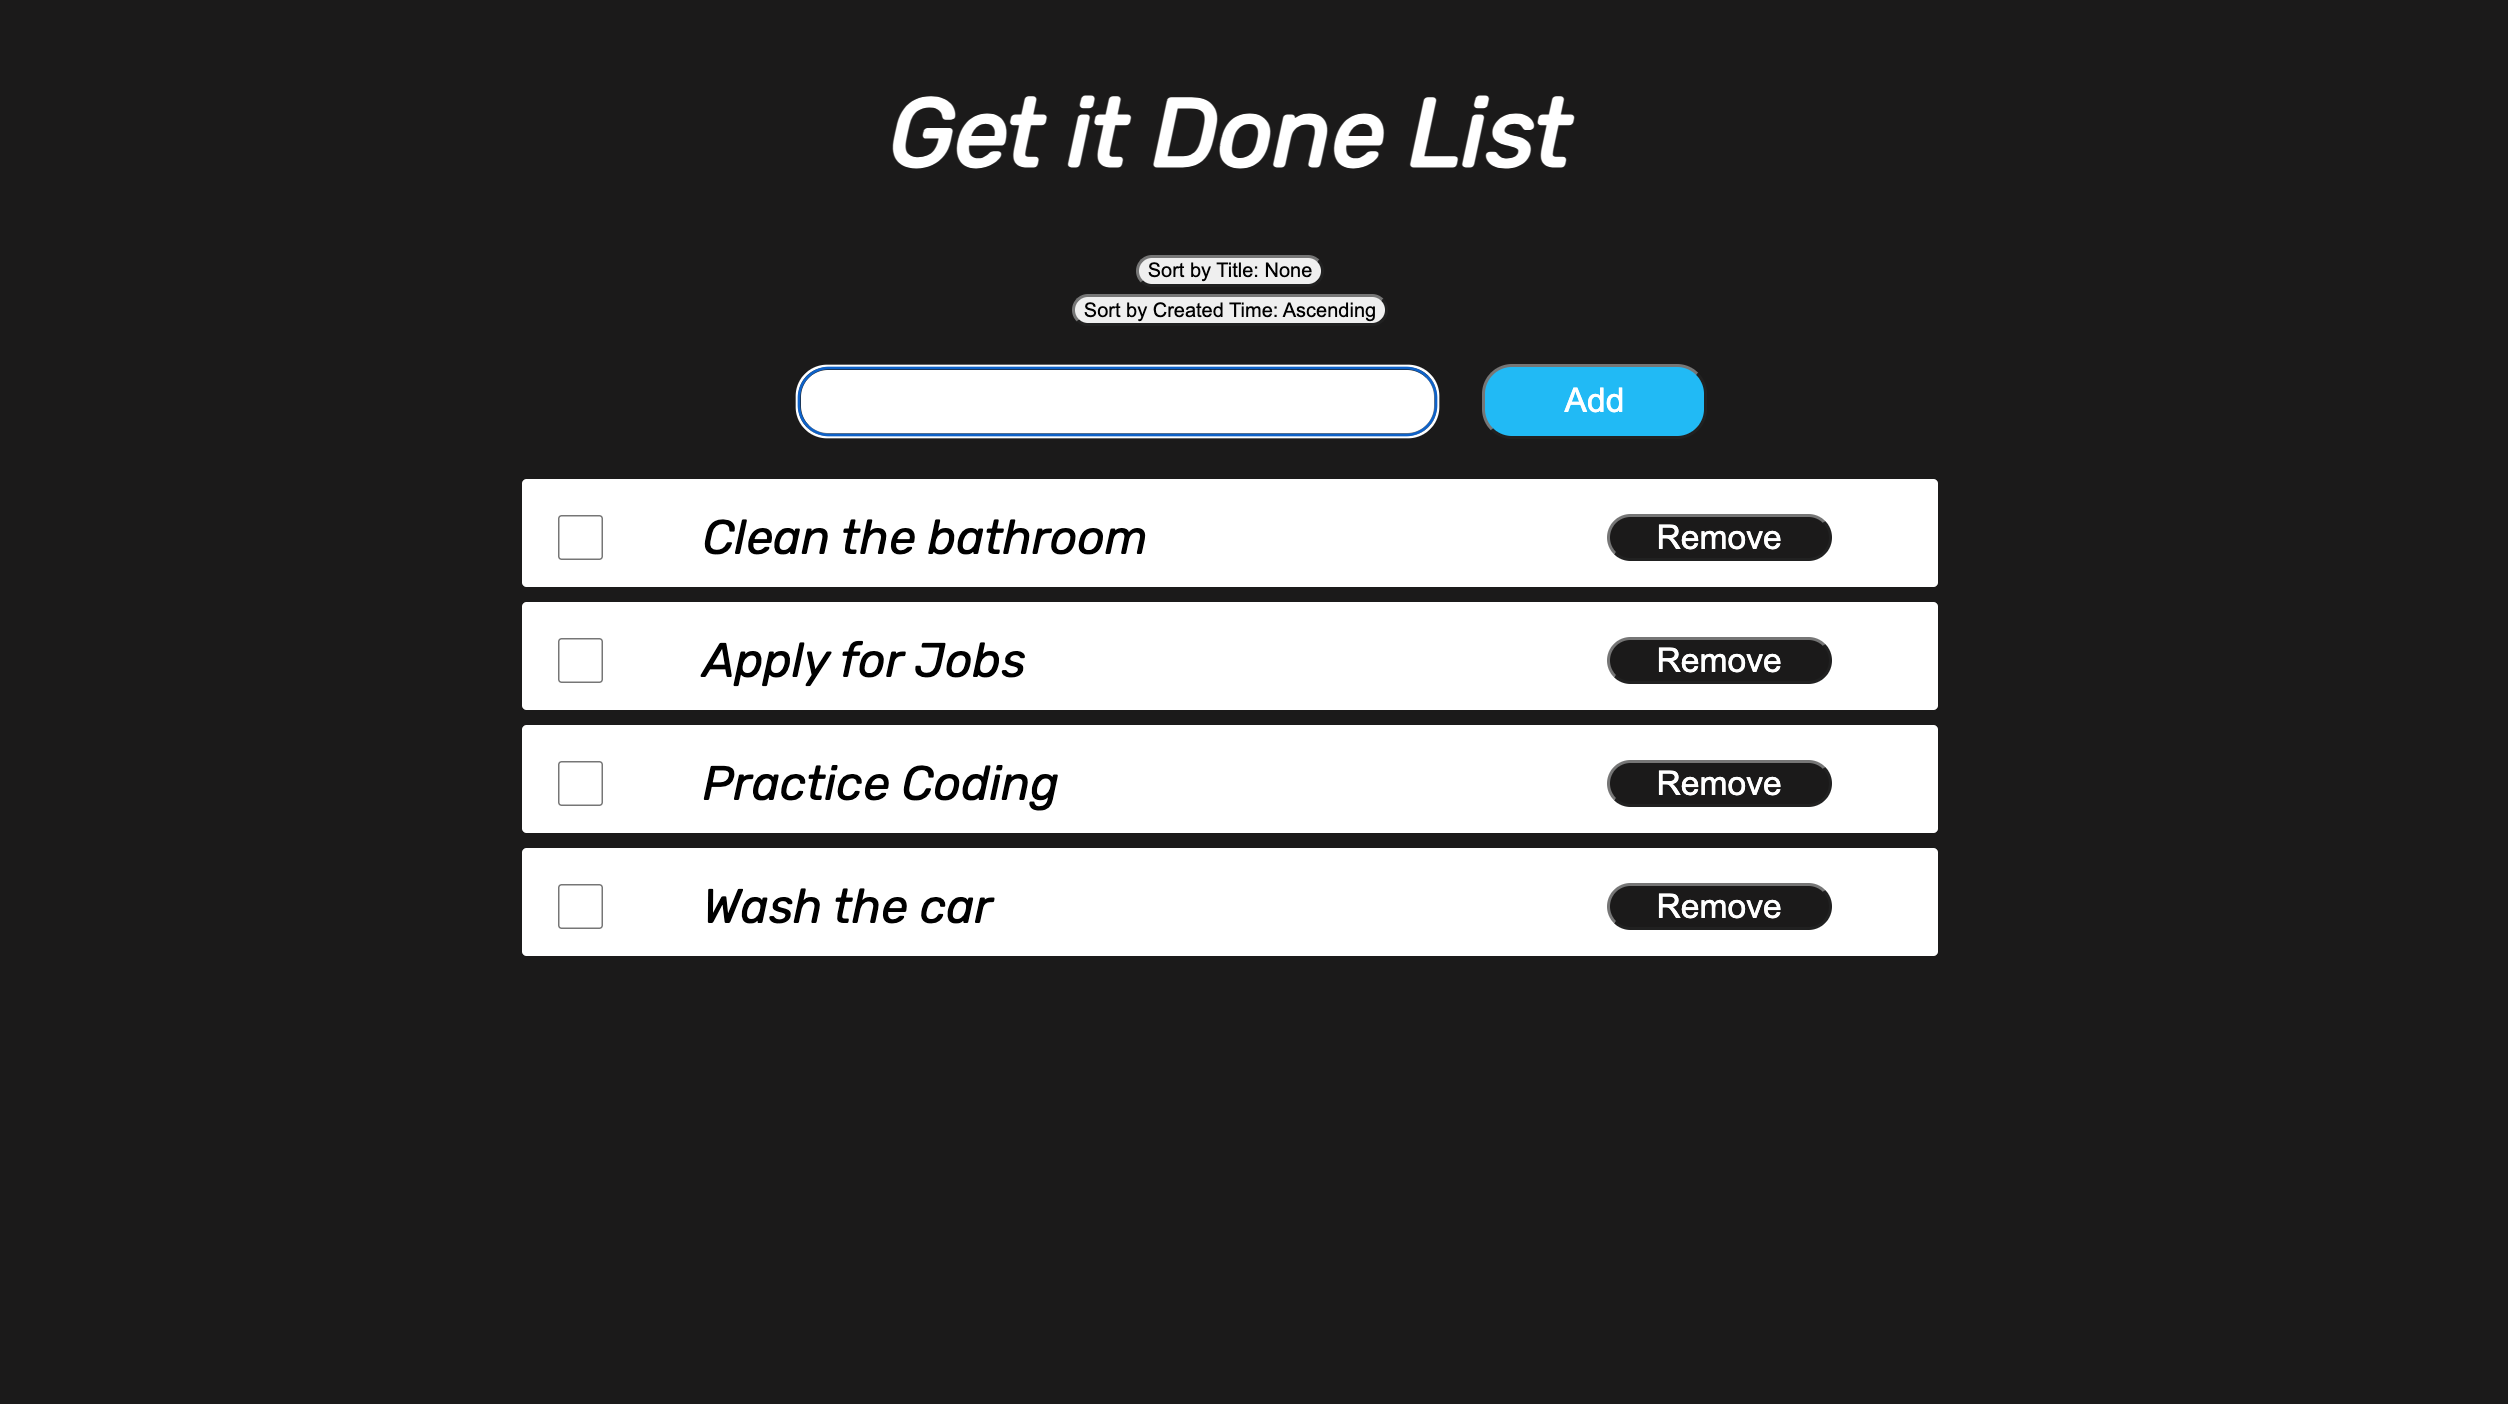 Get it Done List
Sort by Title: None
Sort by Created Time: Ascending
Add
Clean the bathroom Remove
Apply for Jobs Remove
Practice Coding Remove
Wash the car Remove